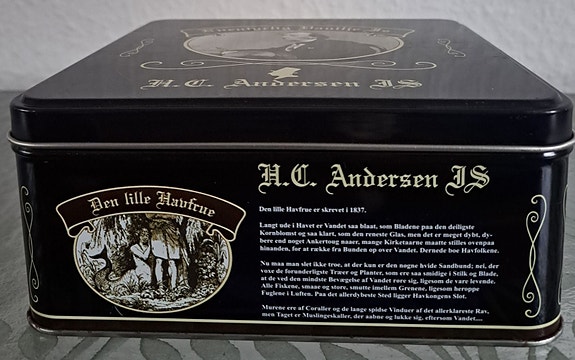 H.C. Andersen IS
Den lille Havfrue
H.C. Andersen IS
Den lille Havfrue er skrevet i 1837.
Langt ude i Havet er Vandet saa blaat, som Bladene paa den deiligste
Kornblomst og saa klart, som den reneste Glas, men det er meget dybt, dy-
bere end noget Ankertoug naaer, mange Kirketaarne maatte stilles ovenpaa
hinanden, for at række fra Bunden op over Vandet. Dernede boe Havfolkene.
Nu maa man slet ikke troe, at der kun er den nøgne hvide Sandbund; nei, der
voxe de forunderligste Træer og Planter, som ere saa smidige i Stilk og Blade,
at de ved den mindste Bevægelse af Vandet røre sig, ligesom de vare levende.
Alle Fiskene, smaae og store, smutte imellem Grenene, ligesom heroppe
Fuglene i Luften. Paa det allerdybeste Sted ligger Havkongens Slot.
Murene ere af Coraller og de lange spidse Vinduer af det allerklareste Rav,
men Taget er Muslingeskaller, der aabne og lukke sig, eftersom Vandet....